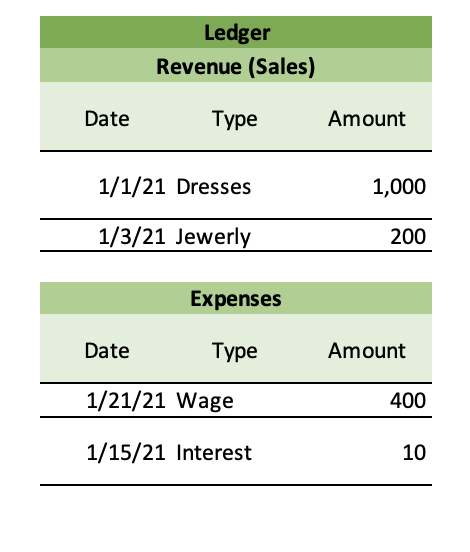 Ledger
Revenue (Sales)
Date Type Amount
1/1/21 Dresses 1,000
1/3/21 Jewerly 200
Expenses
Date Type Amount
1/21/21 Wage 400
1/15/21 Interest 10